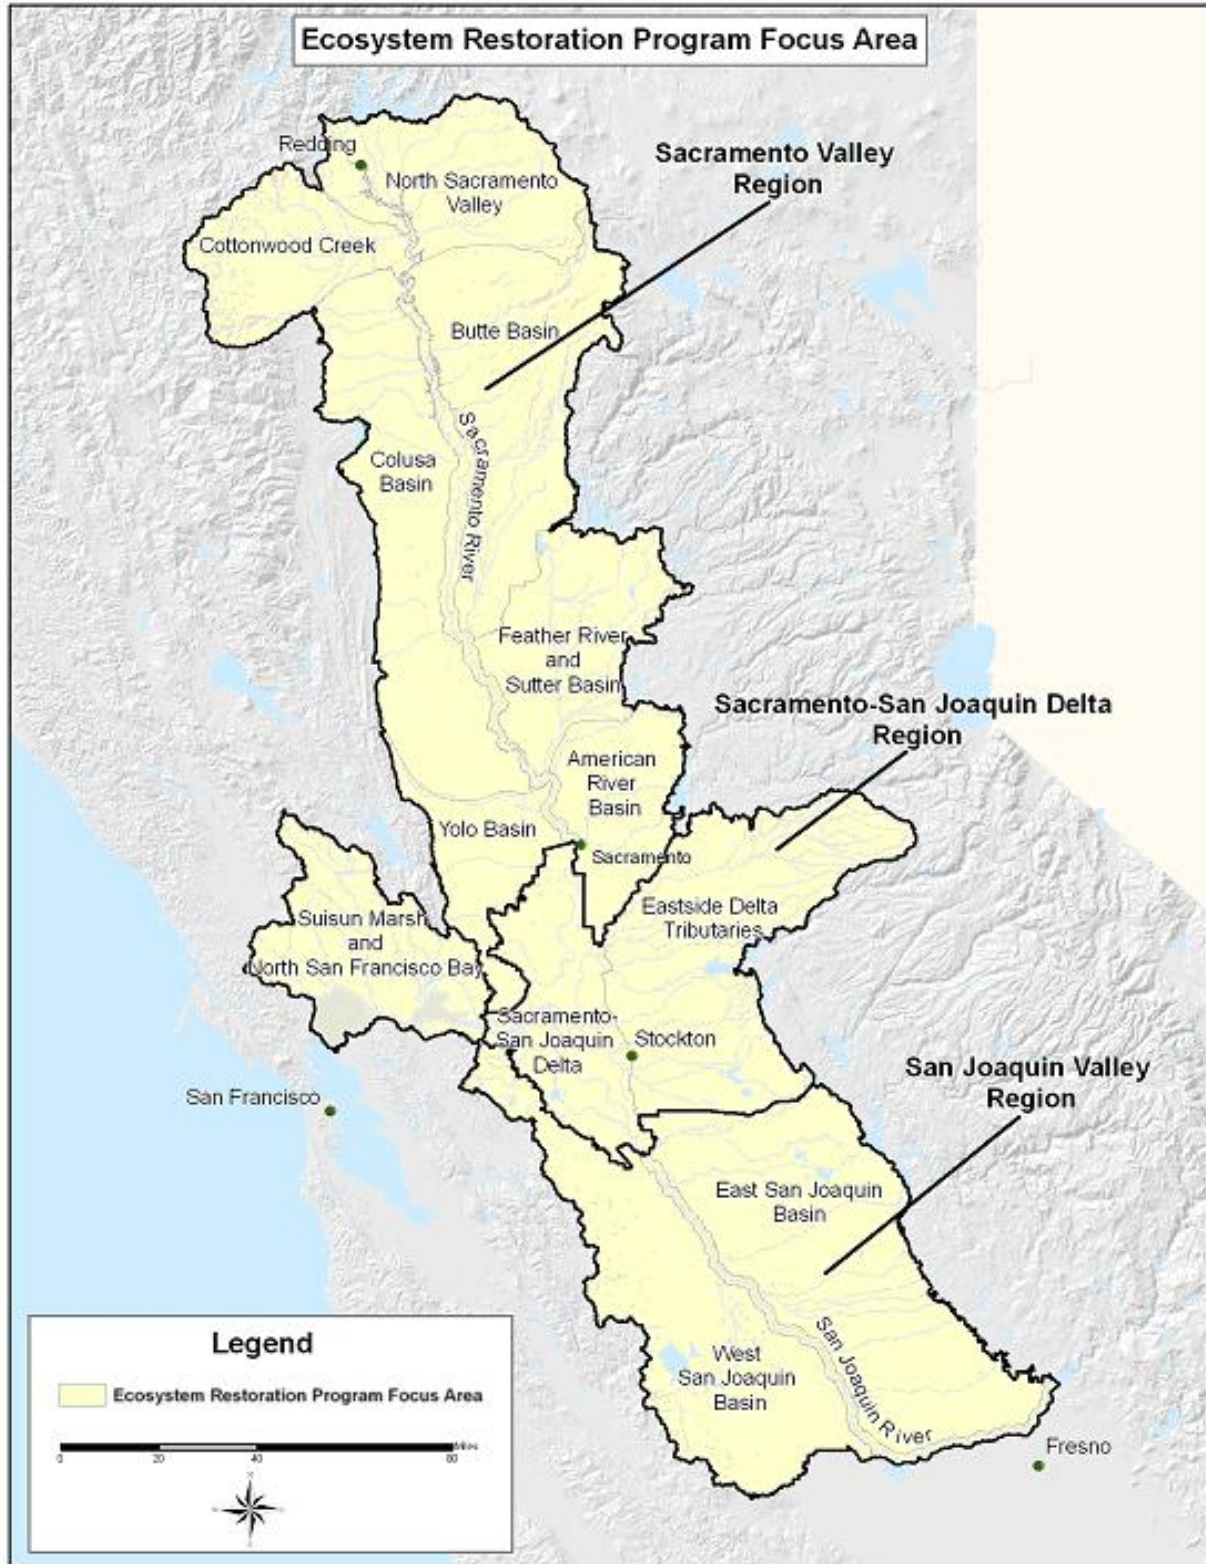 Ecosystem Restoration Program Focus Area
Redding
Sacramento Valley
Region
North Sacramento
Valley
Cottonwood Creek
Butte Basin
Sacramento River
Colusa
Basin
Feather River
and
Sutter Basin
Sacramento-San Joaquin Delta
Region
American
River
Basin
Yolo Basin
Sacramento
Eastside Delta
Tributaries
Suisun Marsh
and
North San Francisco Bay
Sacramento-
San Joaquin
Delta
Stockton
San Joaquin Valley
Region
San Francisco
East San Joaquin
Basin
San Joaquin River
West
San Joaquin
Basin
Fresno
Legend
Ecosystem Restoration Program Focus Area
Miles
0 20 40 80